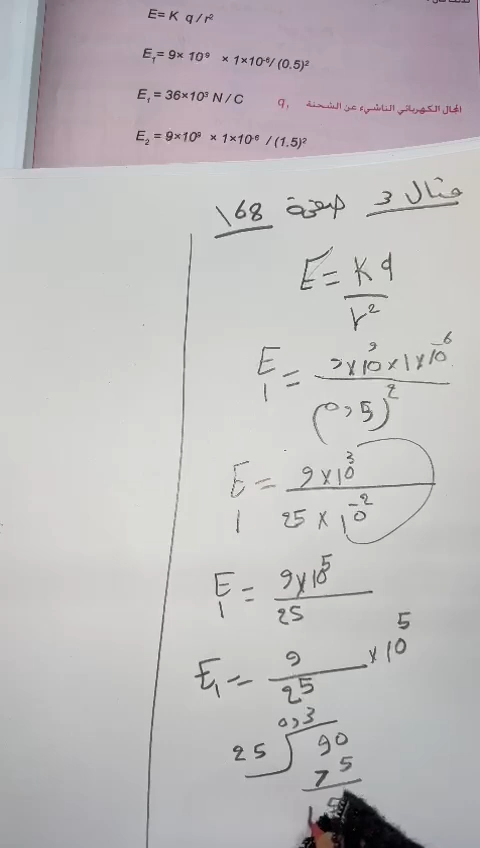 E= K q / r²
E₁= 9× 10⁹ × 1×10⁻⁶/ (0.5)²
E₁ = 36×10³ N / C q₁ المجال الكهربائي الناشيء عن الشحنة
E₂ = 9×10⁹ × 1×10⁻⁶ / (1.5)²
مثال 3 صفحة 168
E = K q / r²
E₁ = 9×10⁹×1×10⁻⁶ / (0,5)²
E₁ = 9×10³ / 25×10⁻²
E₁ = 9×10⁵ / 25
E₁ = 9 / 25 ×10⁵
0,3
25 90
75
15